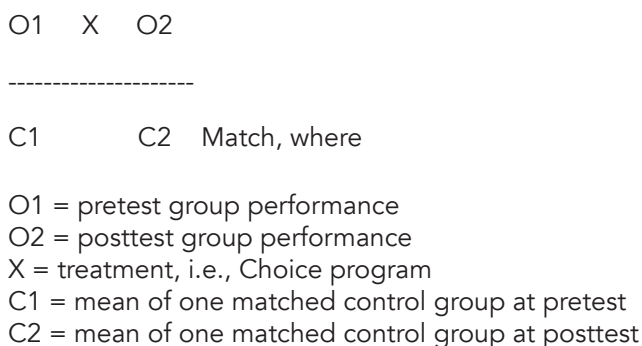 O1 X O2
---------------------
C1 C2 Match, where
O1 = pretest group performance
O2 = posttest group performance
X = treatment, i.e., Choice program
C1 = mean of one matched control group at pretest
C2 = mean of one matched control group at posttest